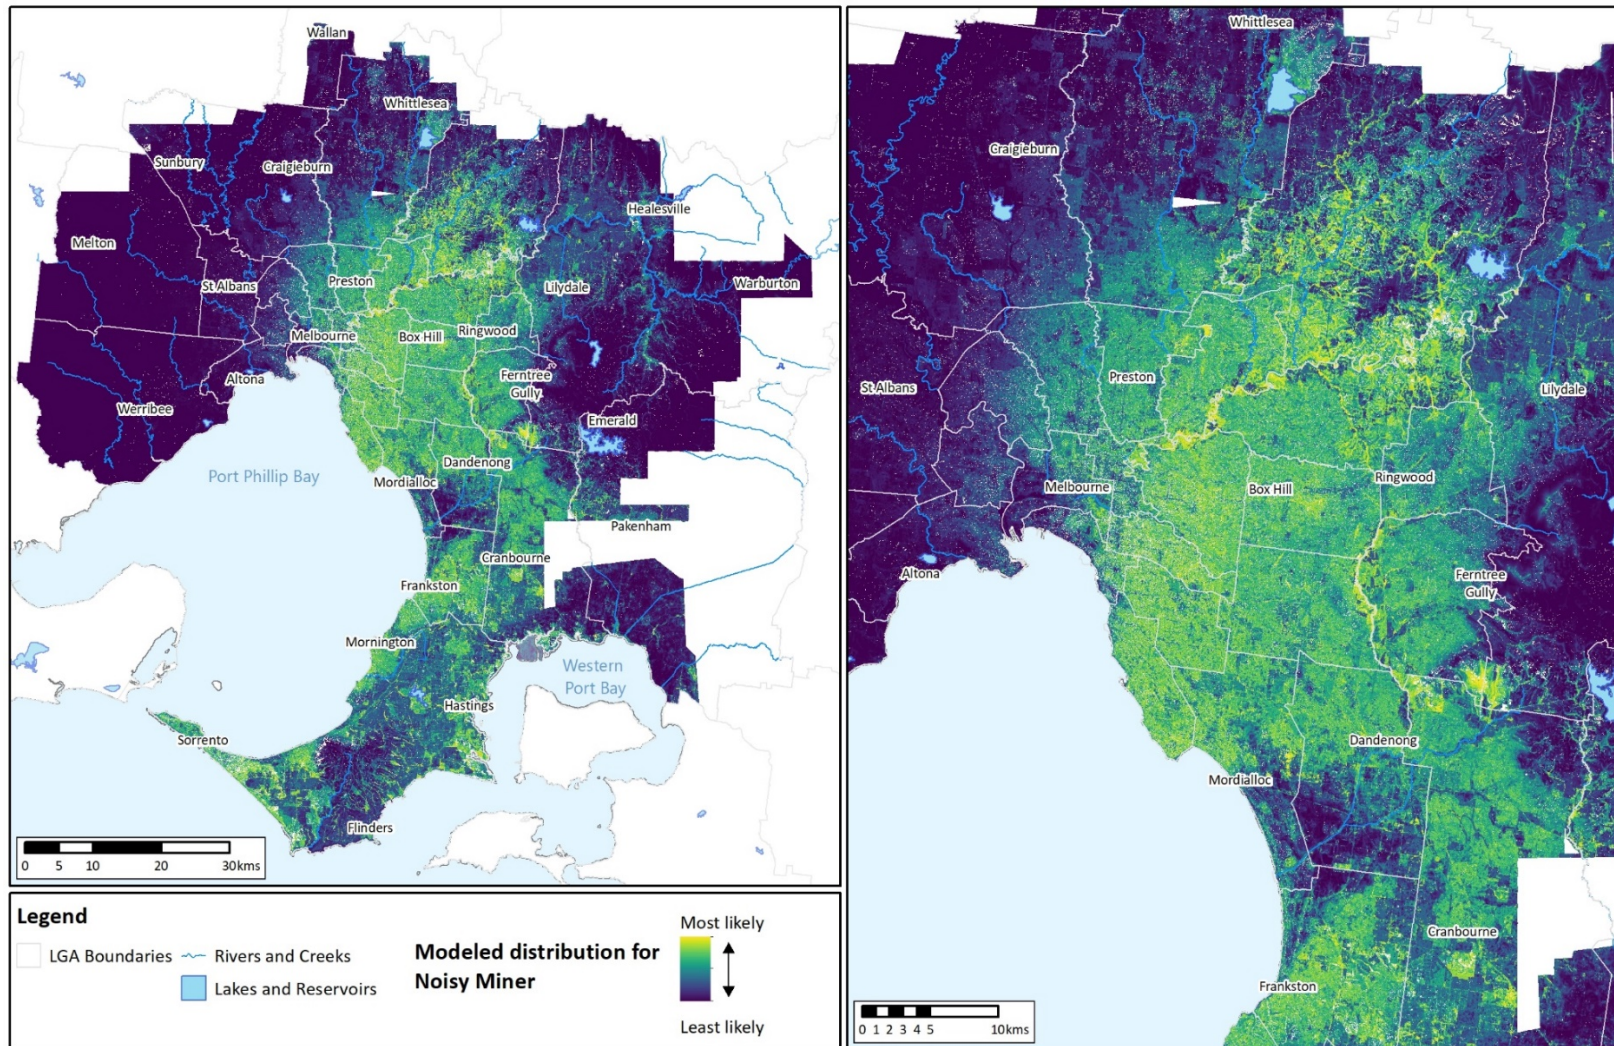 Wallan
Whittlesea
Sunbury
Craigieburn
Healesville
Melton
St Albans
Preston
Lilydale
Warburton
Melbourne
Box Hill
Ringwood
Altona
Ferntree
Gully
Werribee
Emerald
Port Phillip Bay
Dandenong
Mordialloc
Pakenham
Cranbourne
Frankston
Mornington
Western
Port Bay
Hastings
Sorrento
Flinders
0 5 10 20 30kms
Whittlesea
Craigieburn
St Albans
Preston
Lilydale
Melbourne
Box Hill
Ringwood
Altona
Ferntree
Gully
Dandenong
Mordialloc
Cranbourne
Frankston
0 1 2 3 4 5 10kms
Legend
LGA Boundaries
Rivers and Creeks
Lakes and Reservoirs
Modeled distribution for
Noisy Miner
Most likely
Least likely